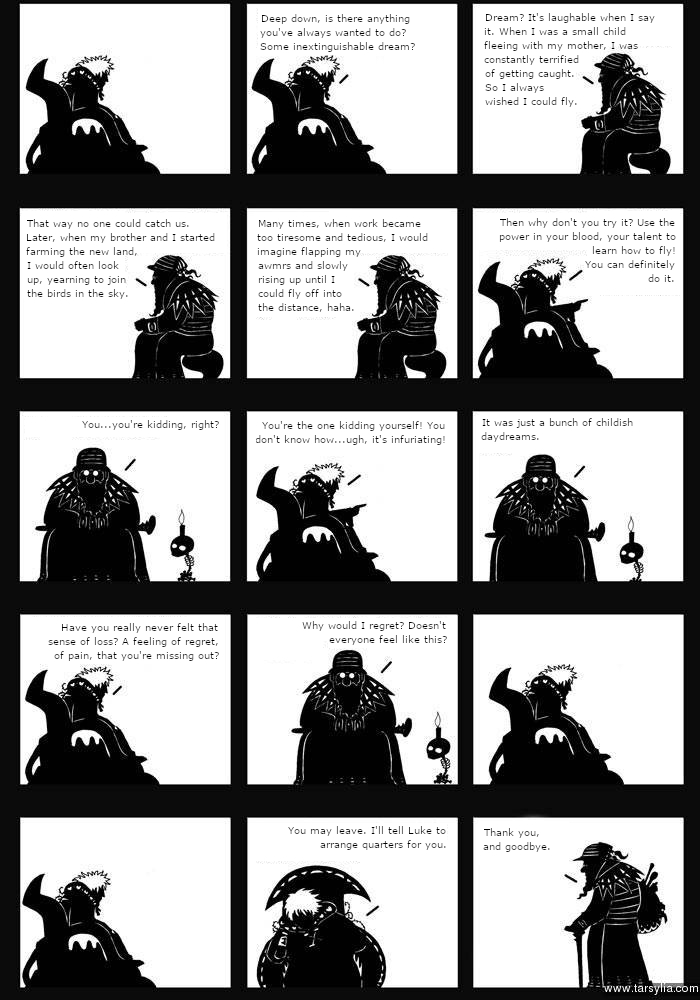 Deep down, is there anything
you've always wanted to do?
Some inextinguishable dream?
Dream? It's laughable when I say
it. When I was a small child
fleeing with my mother, I was
constantly terrified
of getting caught.
So I always
wished I could fly.
That way no one could catch us.
Later, when my brother and I started
farming the new land,
I would often look
up, yearning to join
the birds in the sky.
Many times, when work became
too tiresome and tedious, I would
imagine flapping my
awmrs and slowly
rising up until I
could fly off into
the distance, haha.
Then why don't you try it? Use the
power in your blood, your talent to
learn how to fly!
You can definitely
do it.
You...you're kidding, right?
You're the one kidding yourself! You
don't know how...ugh, it's infuriating!
It was just a bunch of childish
daydreams.
Have you really never felt that
sense of loss? A feeling of regret,
of pain, that you're missing out?
Why would I regret? Doesn't
everyone feel like this?
You may leave. I'll tell Luke to
arrange quarters for you.
Thank you,
and goodbye.
www.tarsylia.com